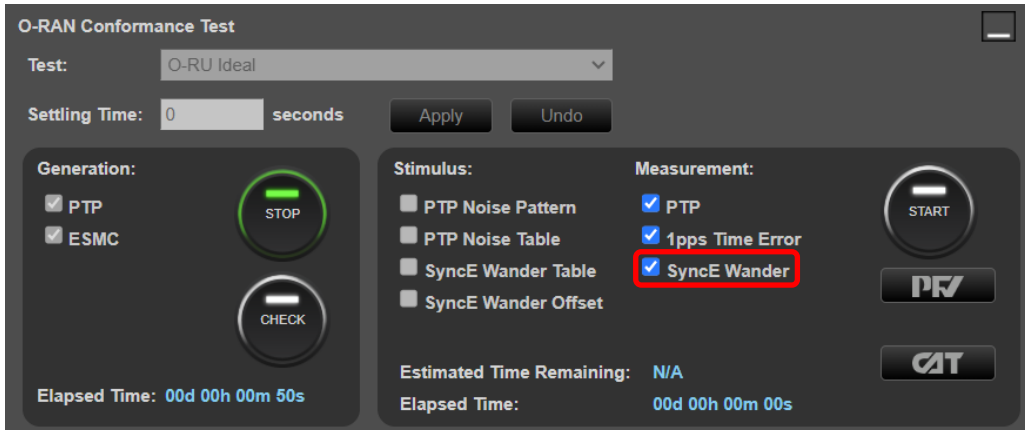 O-RAN Conformance Test
Test: O-RU Ideal
Settling Time: 0 seconds Apply Undo
Generation:
PTP
ESMC
STOP
CHECK
Elapsed Time: 00d 00h 00m 50s
Stimulus:
PTP Noise Pattern
PTP Noise Table
SyncE Wander Table
SyncE Wander Offset
Measurement:
PTP
1pps Time Error
SyncE Wander
START
PFV
CAT
Estimated Time Remaining: N/A
Elapsed Time: 00d 00h 00m 00s